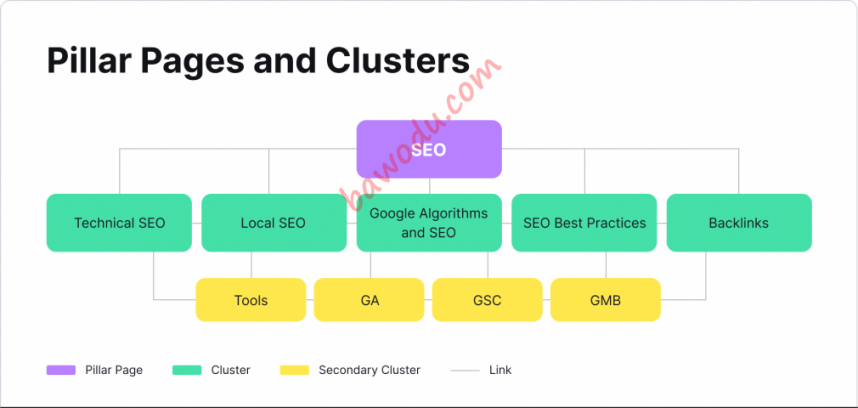 Pillar Pages and Clusters
bawodu.com
SEO
Technical SEO
Local SEO
Google Algorithms
and SEO
SEO Best Practices
Backlinks
Tools
GA
GSC
GMB
Pillar Page
Cluster
Secondary Cluster
Link